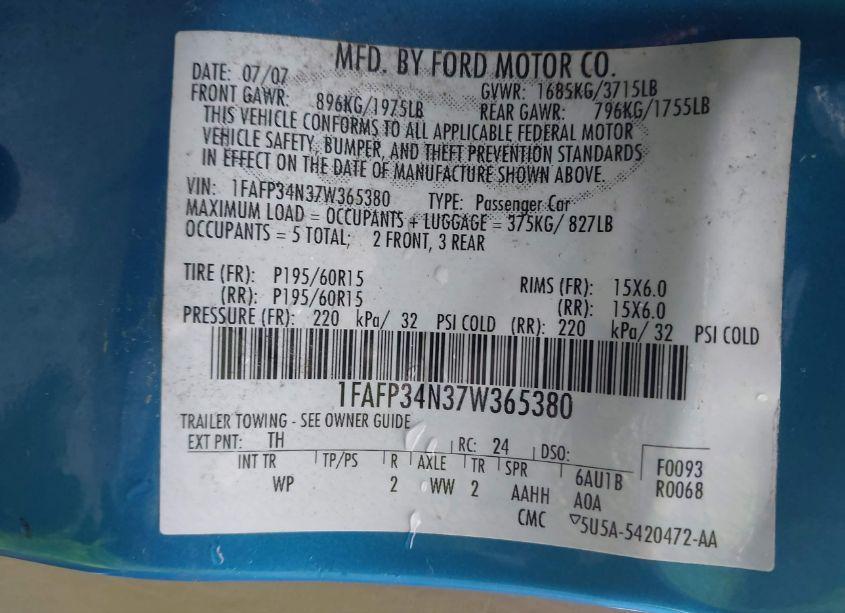 MFD. BY FORD MOTOR CO.
DATE: 07/07 GVWR: 1685KG/3715LB
FRONT GAWR: 896KG/1975LB REAR GAWR: 796KG/1755LB
THIS VEHICLE CONFORMS TO ALL APPLICABLE FEDERAL MOTOR
VEHICLE SAFETY, BUMPER, AND THEFT PREVENTION STANDARDS
IN EFFECT ON THE DATE OF MANUFACTURE SHOWN ABOVE.
VIN: 1FAFP34N37W365380 TYPE: Passenger Car
MAXIMUM LOAD = OCCUPANTS + LUGGAGE = 375KG/ 827LB
OCCUPANTS = 5 TOTAL; 2 FRONT, 3 REAR
TIRE (FR): P195/60R15 RIMS (FR): 15X6.0
(RR): P195/60R15 (RR): 15X6.0
PRESSURE (FR): 220 kPa/ 32 PSI COLD (RR): 220 kPa/ 32 PSI COLD
1FAFP34N37W365380
TRAILER TOWING - SEE OWNER GUIDE
EXT PNT: TH RC: 24 DSO: F0093
INT TR TP/PS R AXLE TR SPR 6AU1B R0068
WP 2 WW 2 AAHH A0A
CMC 5U5A-5420472-AA